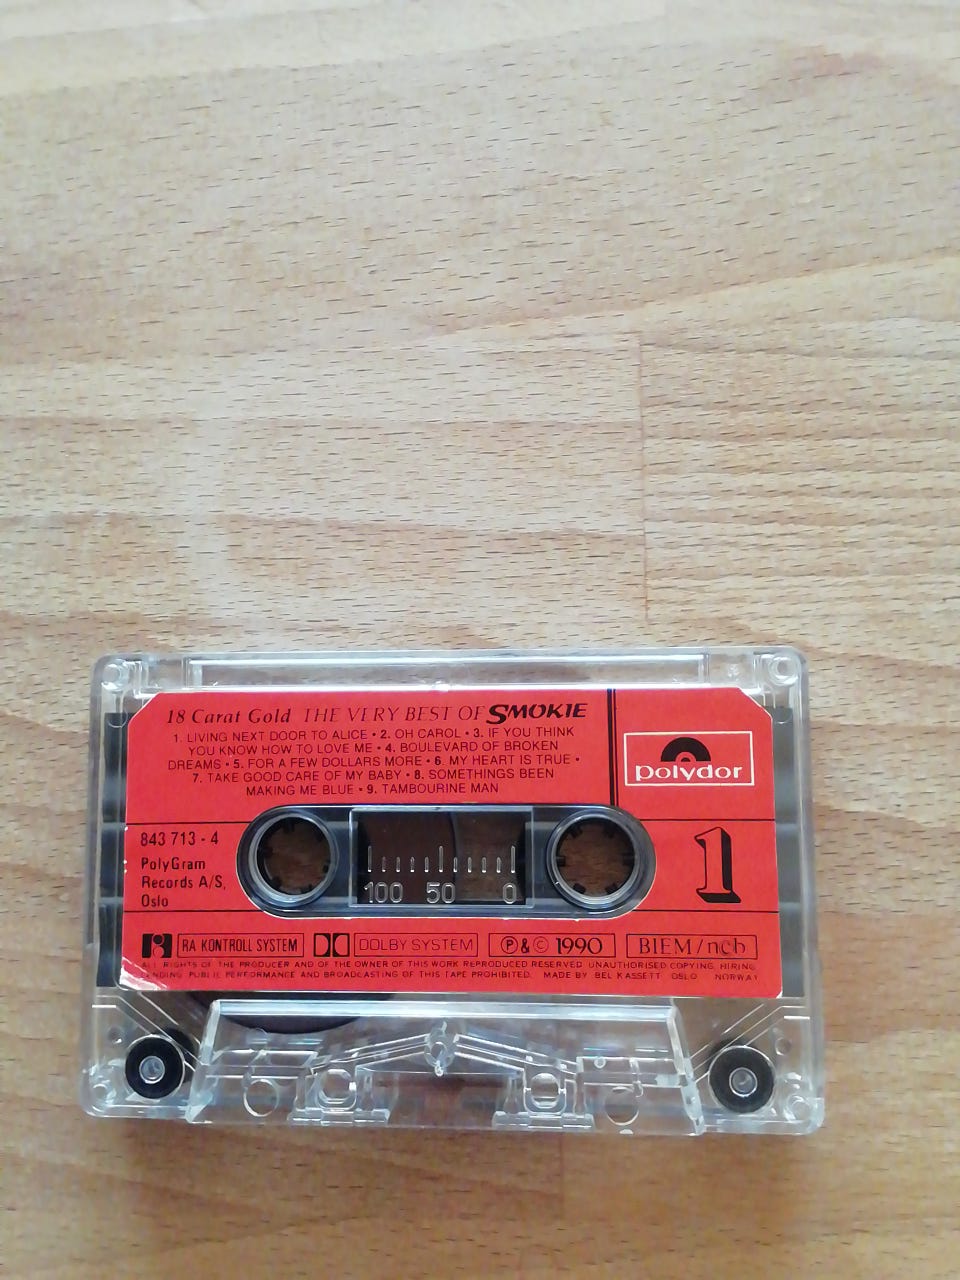 18 Carat Gold THE VERY BEST OF SMOKIE
1. LIVING NEXT DOOR TO ALICE • 2. OH CAROL • 3. IF YOU THINK
YOU KNOW HOW TO LOVE ME • 4. BOULEVARD OF BROKEN
DREAMS • 5. FOR A FEW DOLLARS MORE • 6. MY HEART IS TRUE •
7. TAKE GOOD CARE OF MY BABY • 8. SOMETHINGS BEEN
MAKING ME BLUE • 9. TAMBOURINE MAN
polydor
843 713 - 4
PolyGram
Records A/S,
Oslo
100 50 0
1
RA KONTROLL SYSTEM DOLBY SYSTEM Ⓟ&© 1990 BIEM/ncb
ALL RIGHTS OF THE PRODUCER AND OF THE OWNER OF THIS WORK REPRODUCED RESERVED UNAUTHORISED COPYING, HIRING
LENDING PUBLIC PERFORMANCE AND BROADCASTING OF THIS TAPE PROHIBITED. MADE BY BEL KASSETT OSLO NORWAY